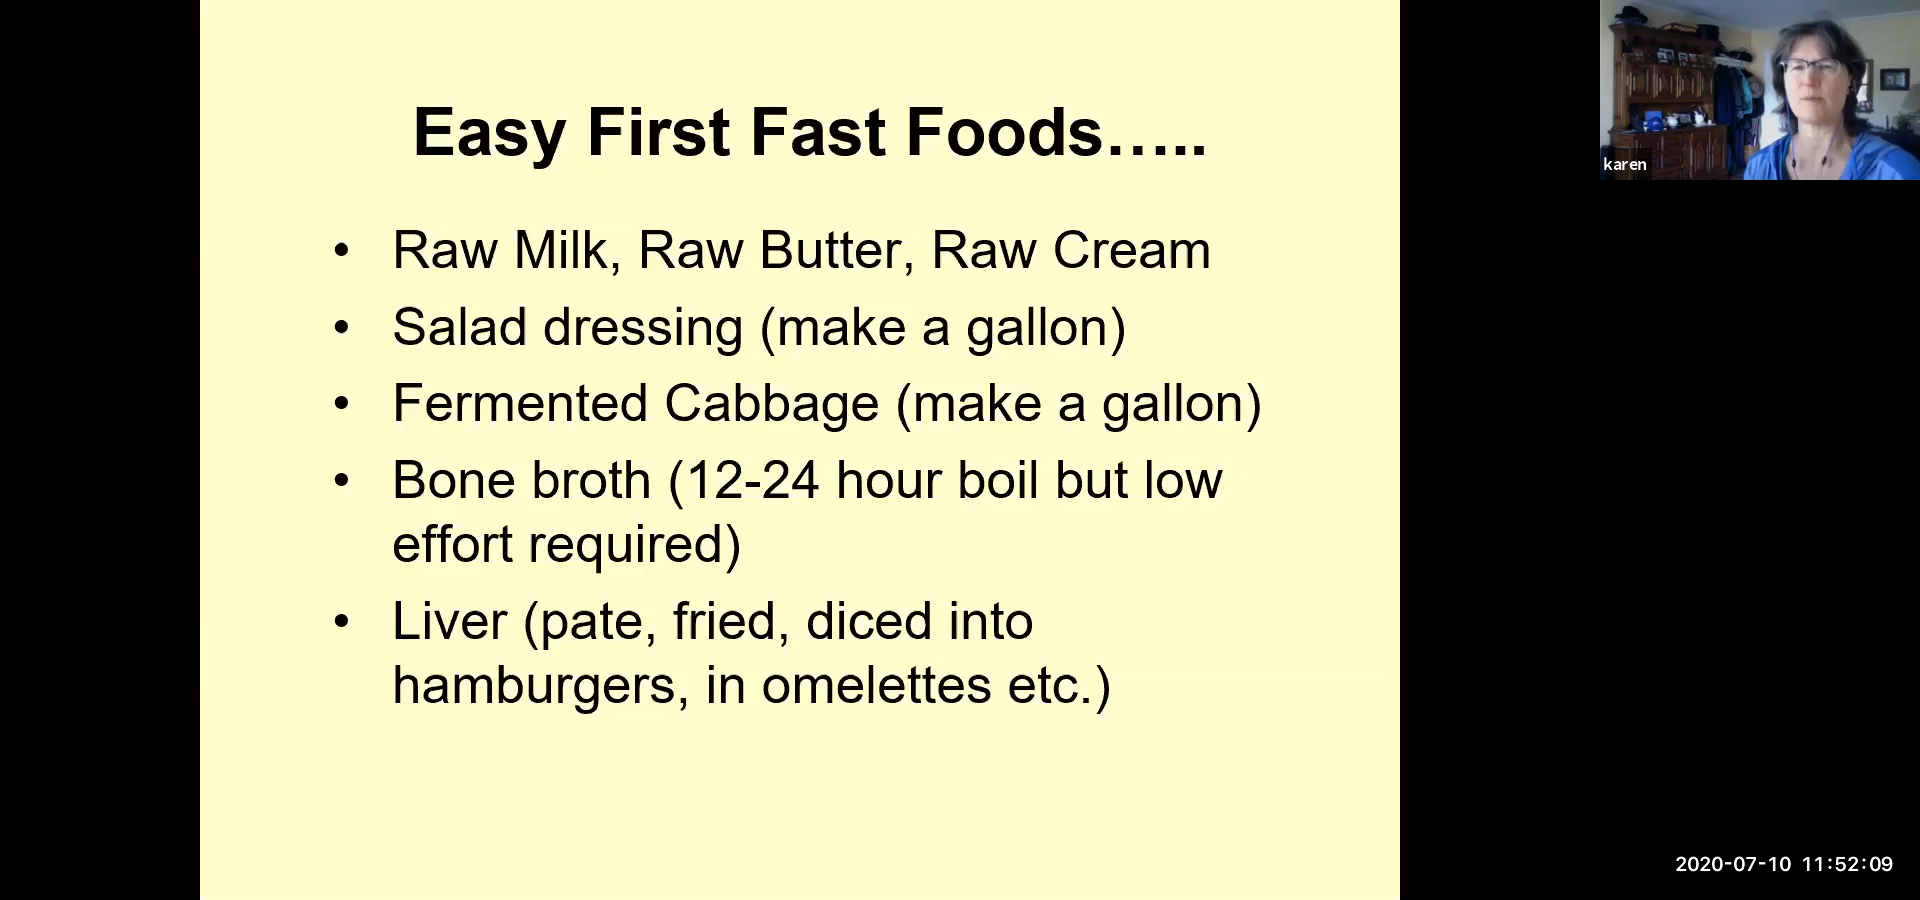 Easy First Fast Foods…..
• Raw Milk, Raw Butter, Raw Cream
• Salad dressing (make a gallon)
• Fermented Cabbage (make a gallon)
• Bone broth (12-24 hour boil but low
effort required)
• Liver (pate, fried, diced into
hamburgers, in omelettes etc.)
karen
2020-07-10 11:52:09